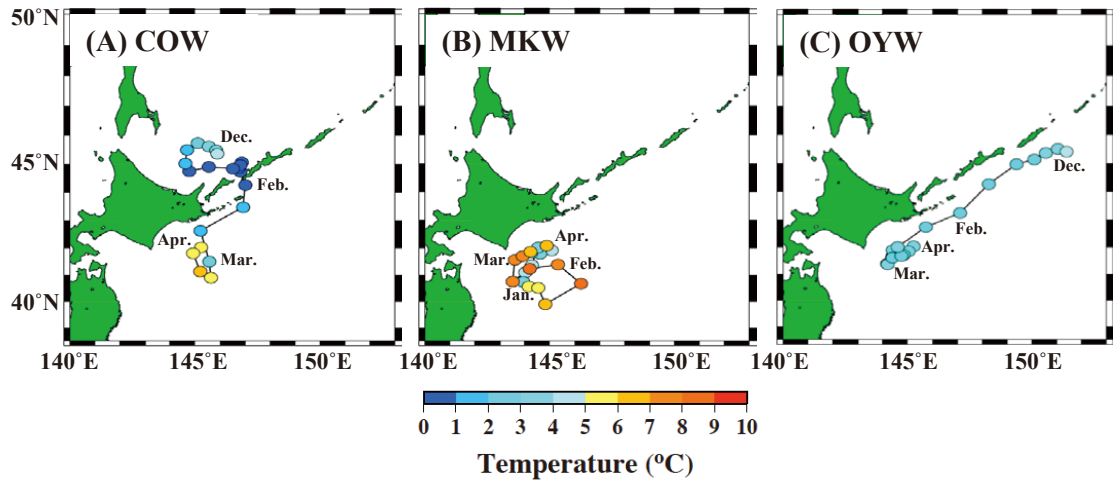 50˚N
(A) COW
(B) MKW
(C) OYW
Dec.
45˚N
Feb.
Apr.
40˚N
140˚E
145˚E
150˚E
Apr.
Mar.
Feb.
Jan.
140˚E
145˚E
150˚E
Dec.
Feb.
Apr.
Mar.
140˚E
145˚E
150˚E
0 1 2 3 4 5 6 7 8 9 10
Temperature (ºC)